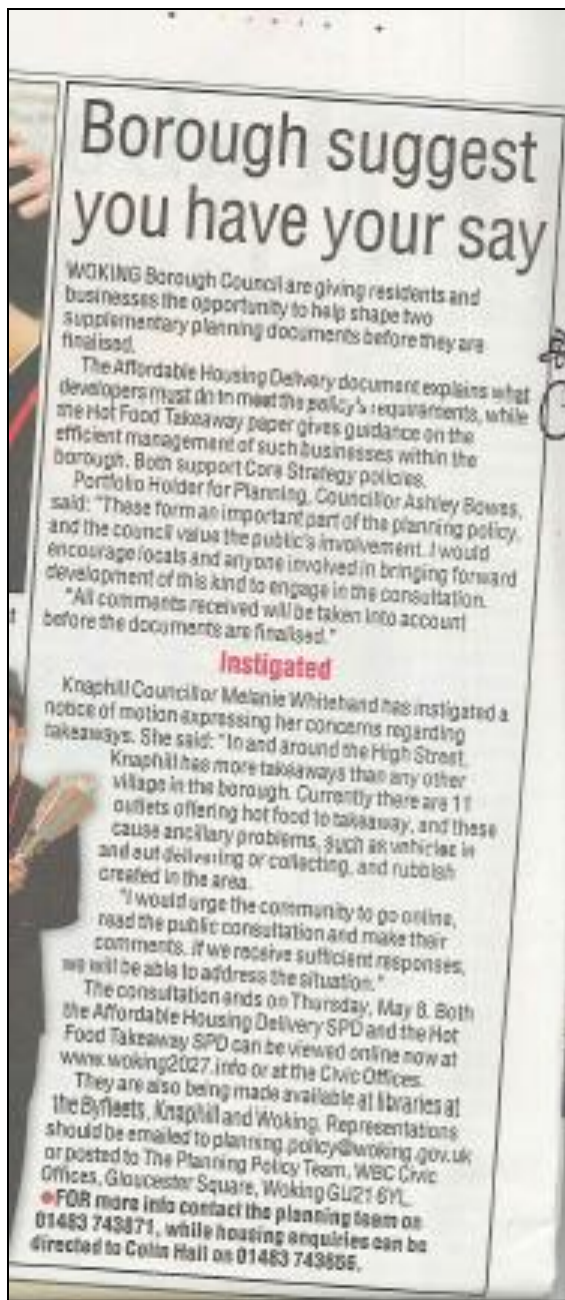 Borough suggest
you have your say
WOKING Borough Council are giving residents and
businesses the opportunity to help shape two
supplementary planning documents before they are
finalised.
The Affordable Housing Delivery document explains what
developers must do to meet the policy's requirements, while
the Hot Food Takeaway paper gives guidance on the
efficient management of such businesses within the
borough. Both support Core Strategy policies.
Portfolio Holder for Planning, Councillor Ashley Bowes,
said: "These form an important part of the planning policy,
and the council value the public's involvement. I would
encourage locals and anyone involved in bringing forward
development of this kind to engage in the consultation.
"All comments received will be taken into account
before the documents are finalised."
Instigated
Knaphill Councillor Melanie Whitehand has instigated a
notice of motion expressing her concerns regarding
takeaways. She said: "In and around the High Street,
Knaphill has more takeaways than any other
village in the borough. Currently there are 11
outlets offering hot food to takeaway, and these
cause ancillary problems, such as vehicles in
and out delivering or collecting, and rubbish
created in the area.
"I would urge the community to go online,
read the public consultation and make their
comments. If we receive sufficient responses,
we will be able to address the situation."
The consultation ends on Thursday, May 8. Both
the Affordable Housing Delivery SPD and the Hot
Food Takeaway SPD can be viewed online now at
www.woking2027.info or at the Civic Offices.
They are also being made available at libraries at
the Byfleets, Knaphill and Woking. Representations
should be emailed to planning.policy@woking.gov.uk
or posted to The Planning Policy Team, WBC Civic
Offices, Gloucester Square, Woking GU21 6YL.
●FOR more info contact the planning team on
01483 743871, while housing enquiries can be
directed to Colin Hall on